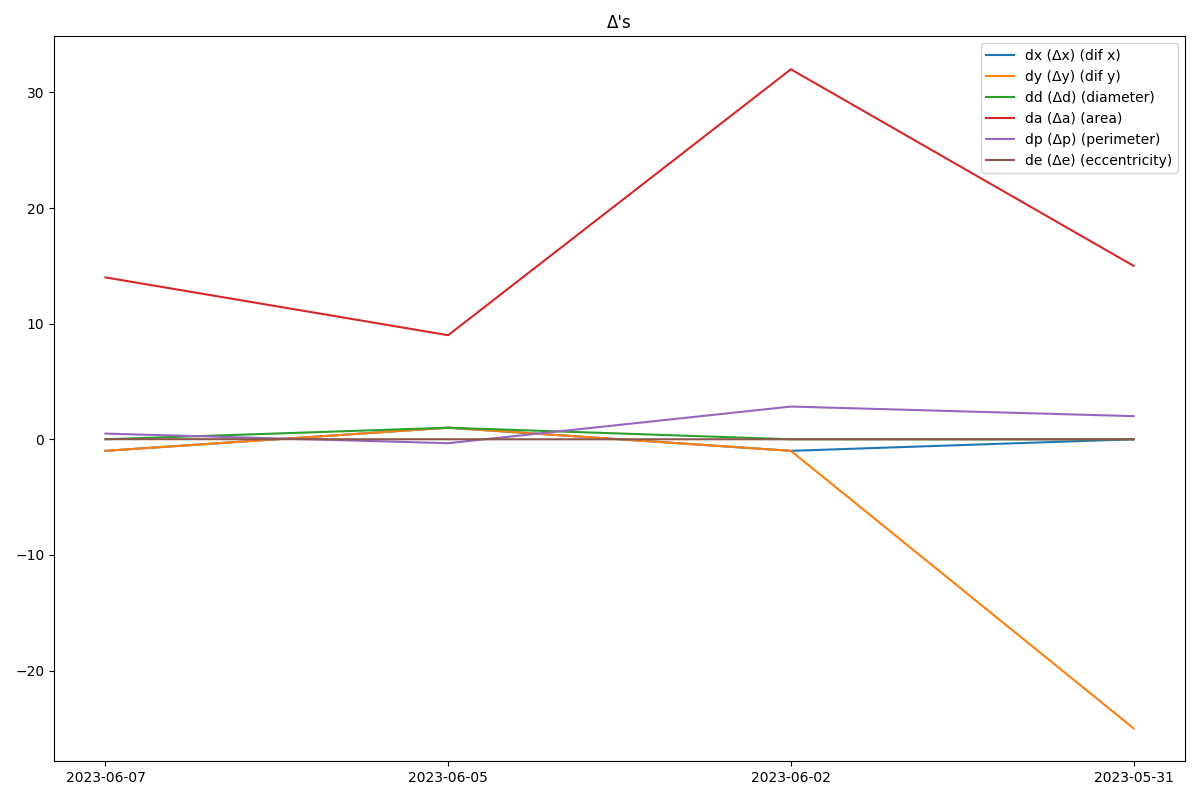 Δ's
dx (Δx) (dif x)
dy (Δy) (dif y)
dd (Δd) (diameter)
da (Δa) (area)
dp (Δp) (perimeter)
de (Δe) (eccentricity)
30
20
10
0
−10
−20
2023-06-07 2023-06-05 2023-06-02 2023-05-31